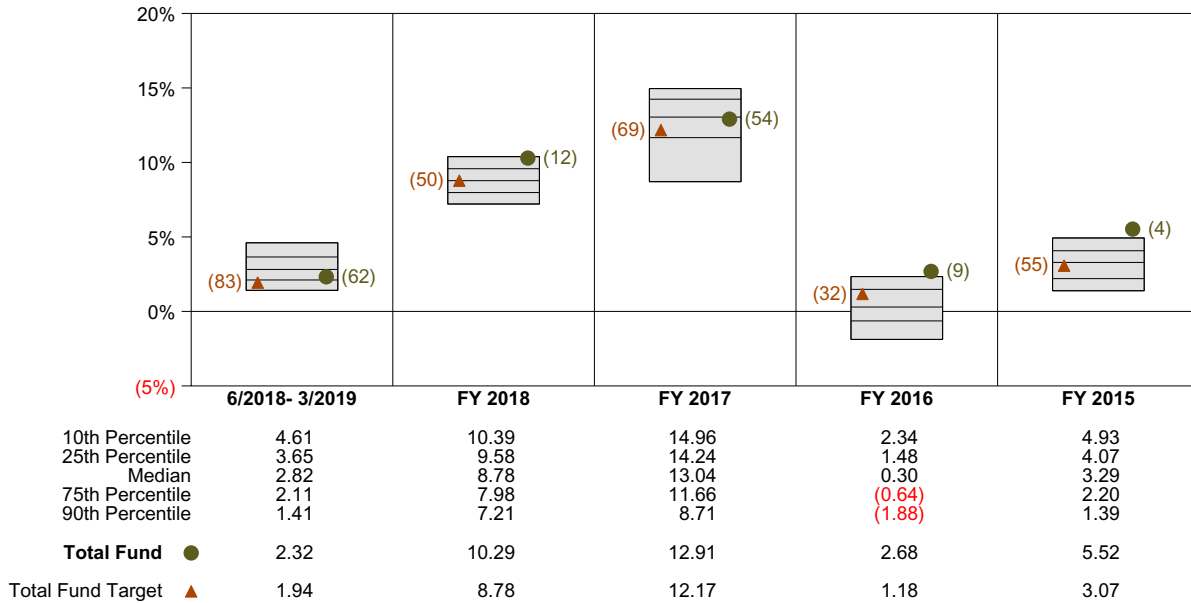 20%
15%
10%
5%
0%
(5%)
(83) (62)
(50) (12)
(69) (54)
(32) (9)
(55) (4)
6/2018- 3/2019 FY 2018 FY 2017 FY 2016 FY 2015
10th Percentile 4.61 10.39 14.96 2.34 4.93
25th Percentile 3.65 9.58 14.24 1.48 4.07
Median 2.82 8.78 13.04 0.30 3.29
75th Percentile 2.11 7.98 11.66 (0.64) 2.20
90th Percentile 1.41 7.21 8.71 (1.88) 1.39
Total Fund 2.32 10.29 12.91 2.68 5.52
Total Fund Target 1.94 8.78 12.17 1.18 3.07